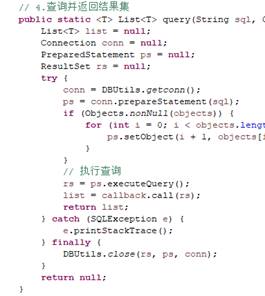 // 4.查询并返回结果集
public static <T> List<T> query(String sql,
List<T> list = null;
Connection conn = null;
PreparedStatement ps = null;
ResultSet rs = null;
try {
conn = DBUtils.getconn();
ps = conn.prepareStatement(sql);
if (Objects.nonNull(objects)) {
for (int i = 0; i < objects.lengt
ps.setObject(i + 1, objects[i
}
}
// 执行查询
rs = ps.executeQuery();
list = callback.call(rs);
return list;
} catch (SQLException e) {
e.printStackTrace();
} finally {
DBUtils.close(rs, ps, conn);
}
return null;
}